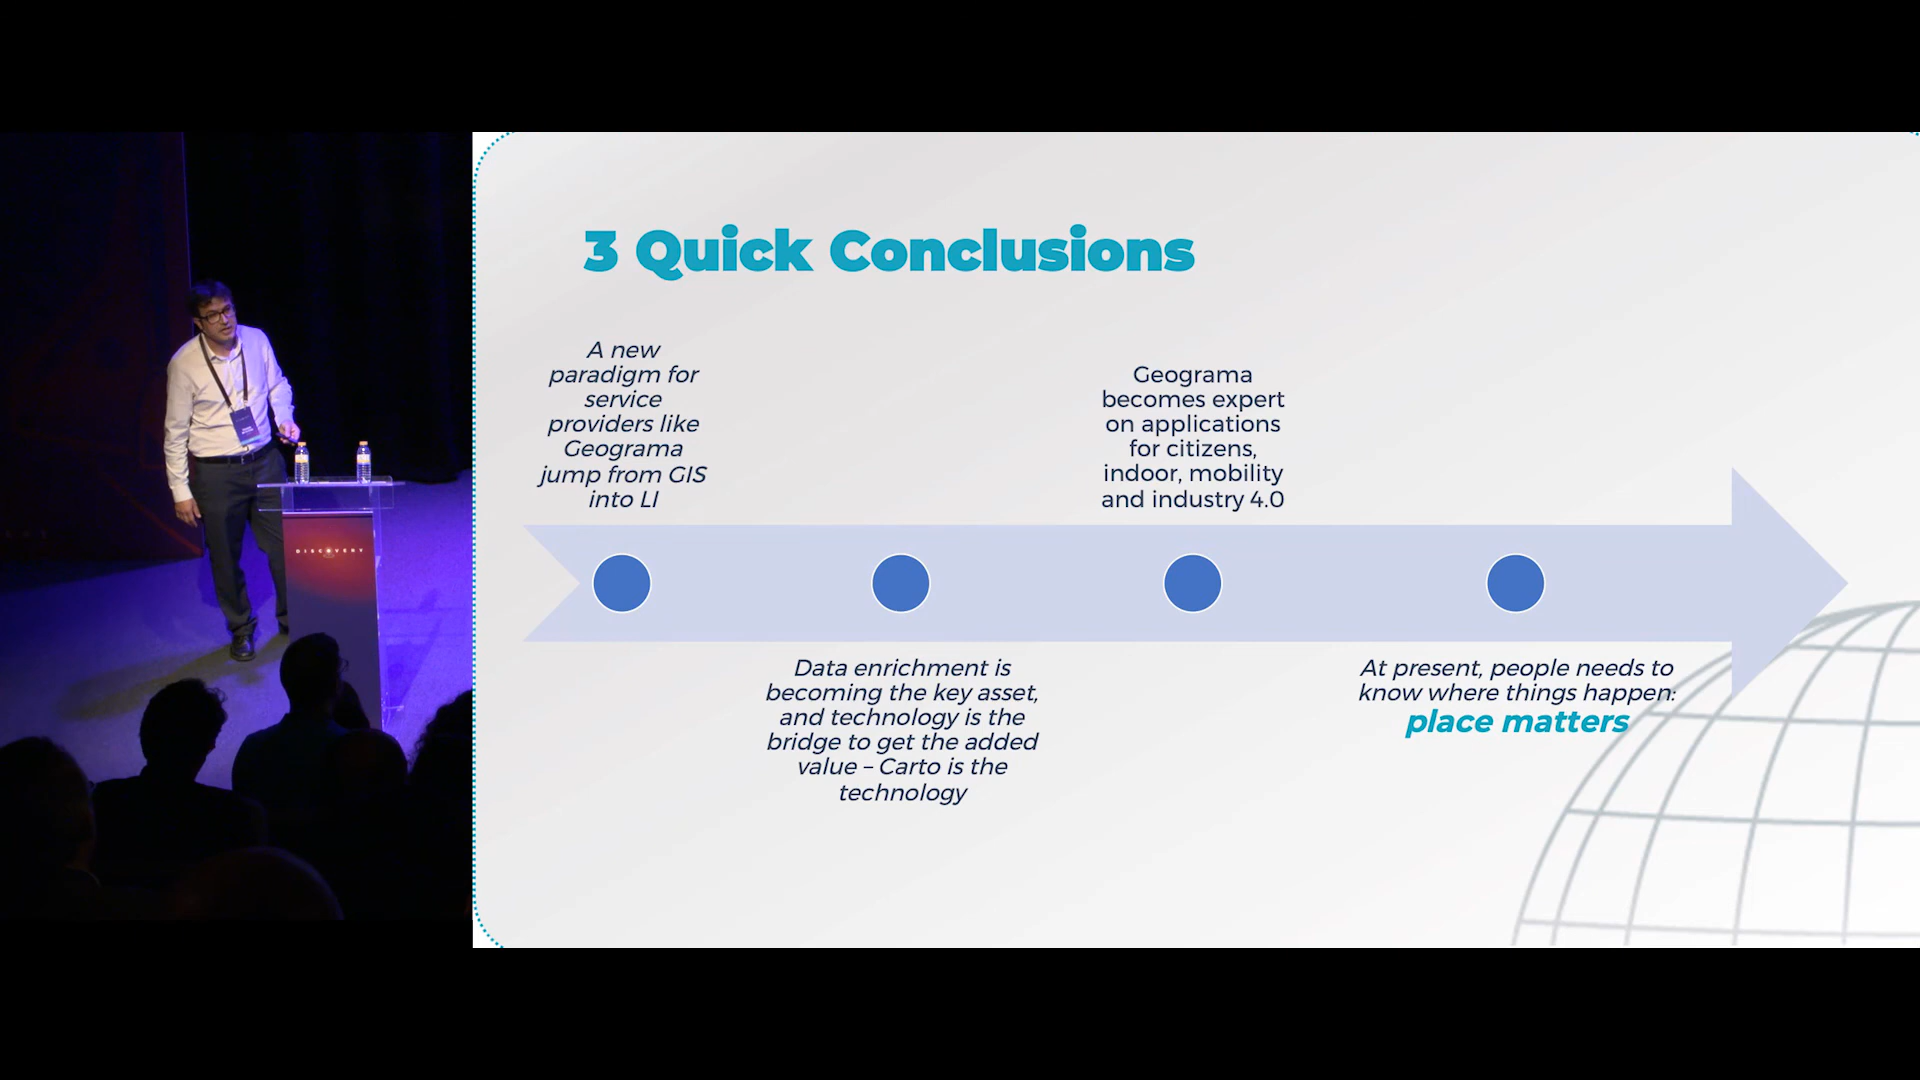 3 Quick Conclusions
A new
paradigm for
service
providers like
Geograma
jump from GIS
into LI
Geograma
becomes expert
on applications
for citizens,
indoor, mobility
and industry 4.0
Data enrichment is
becoming the key asset,
and technology is the
bridge to get the added
value – Carto is the
technology
At present, people needs to
know where things happen:
place matters
DISCOVERY